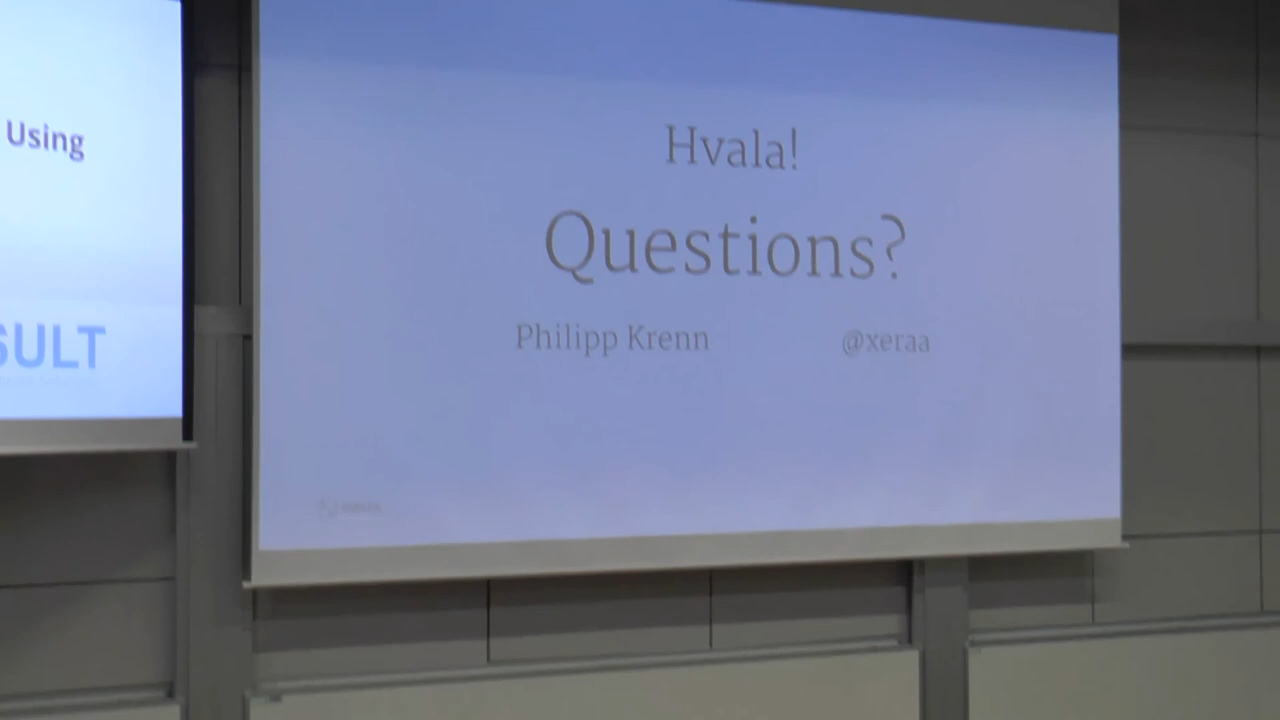 Using
SULT
Hvala!
Questions?
Philipp Krenn @xeraa